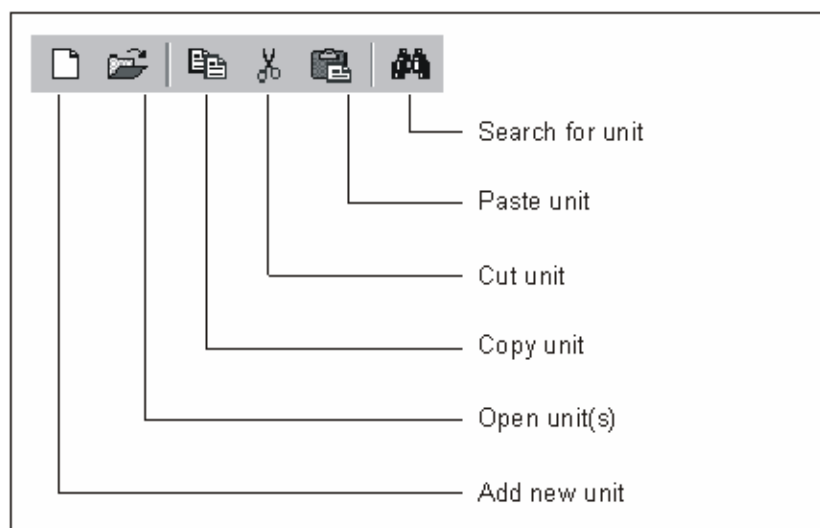 Search for unit
Paste unit
Cut unit
Copy unit
Open unit(s)
Add new unit